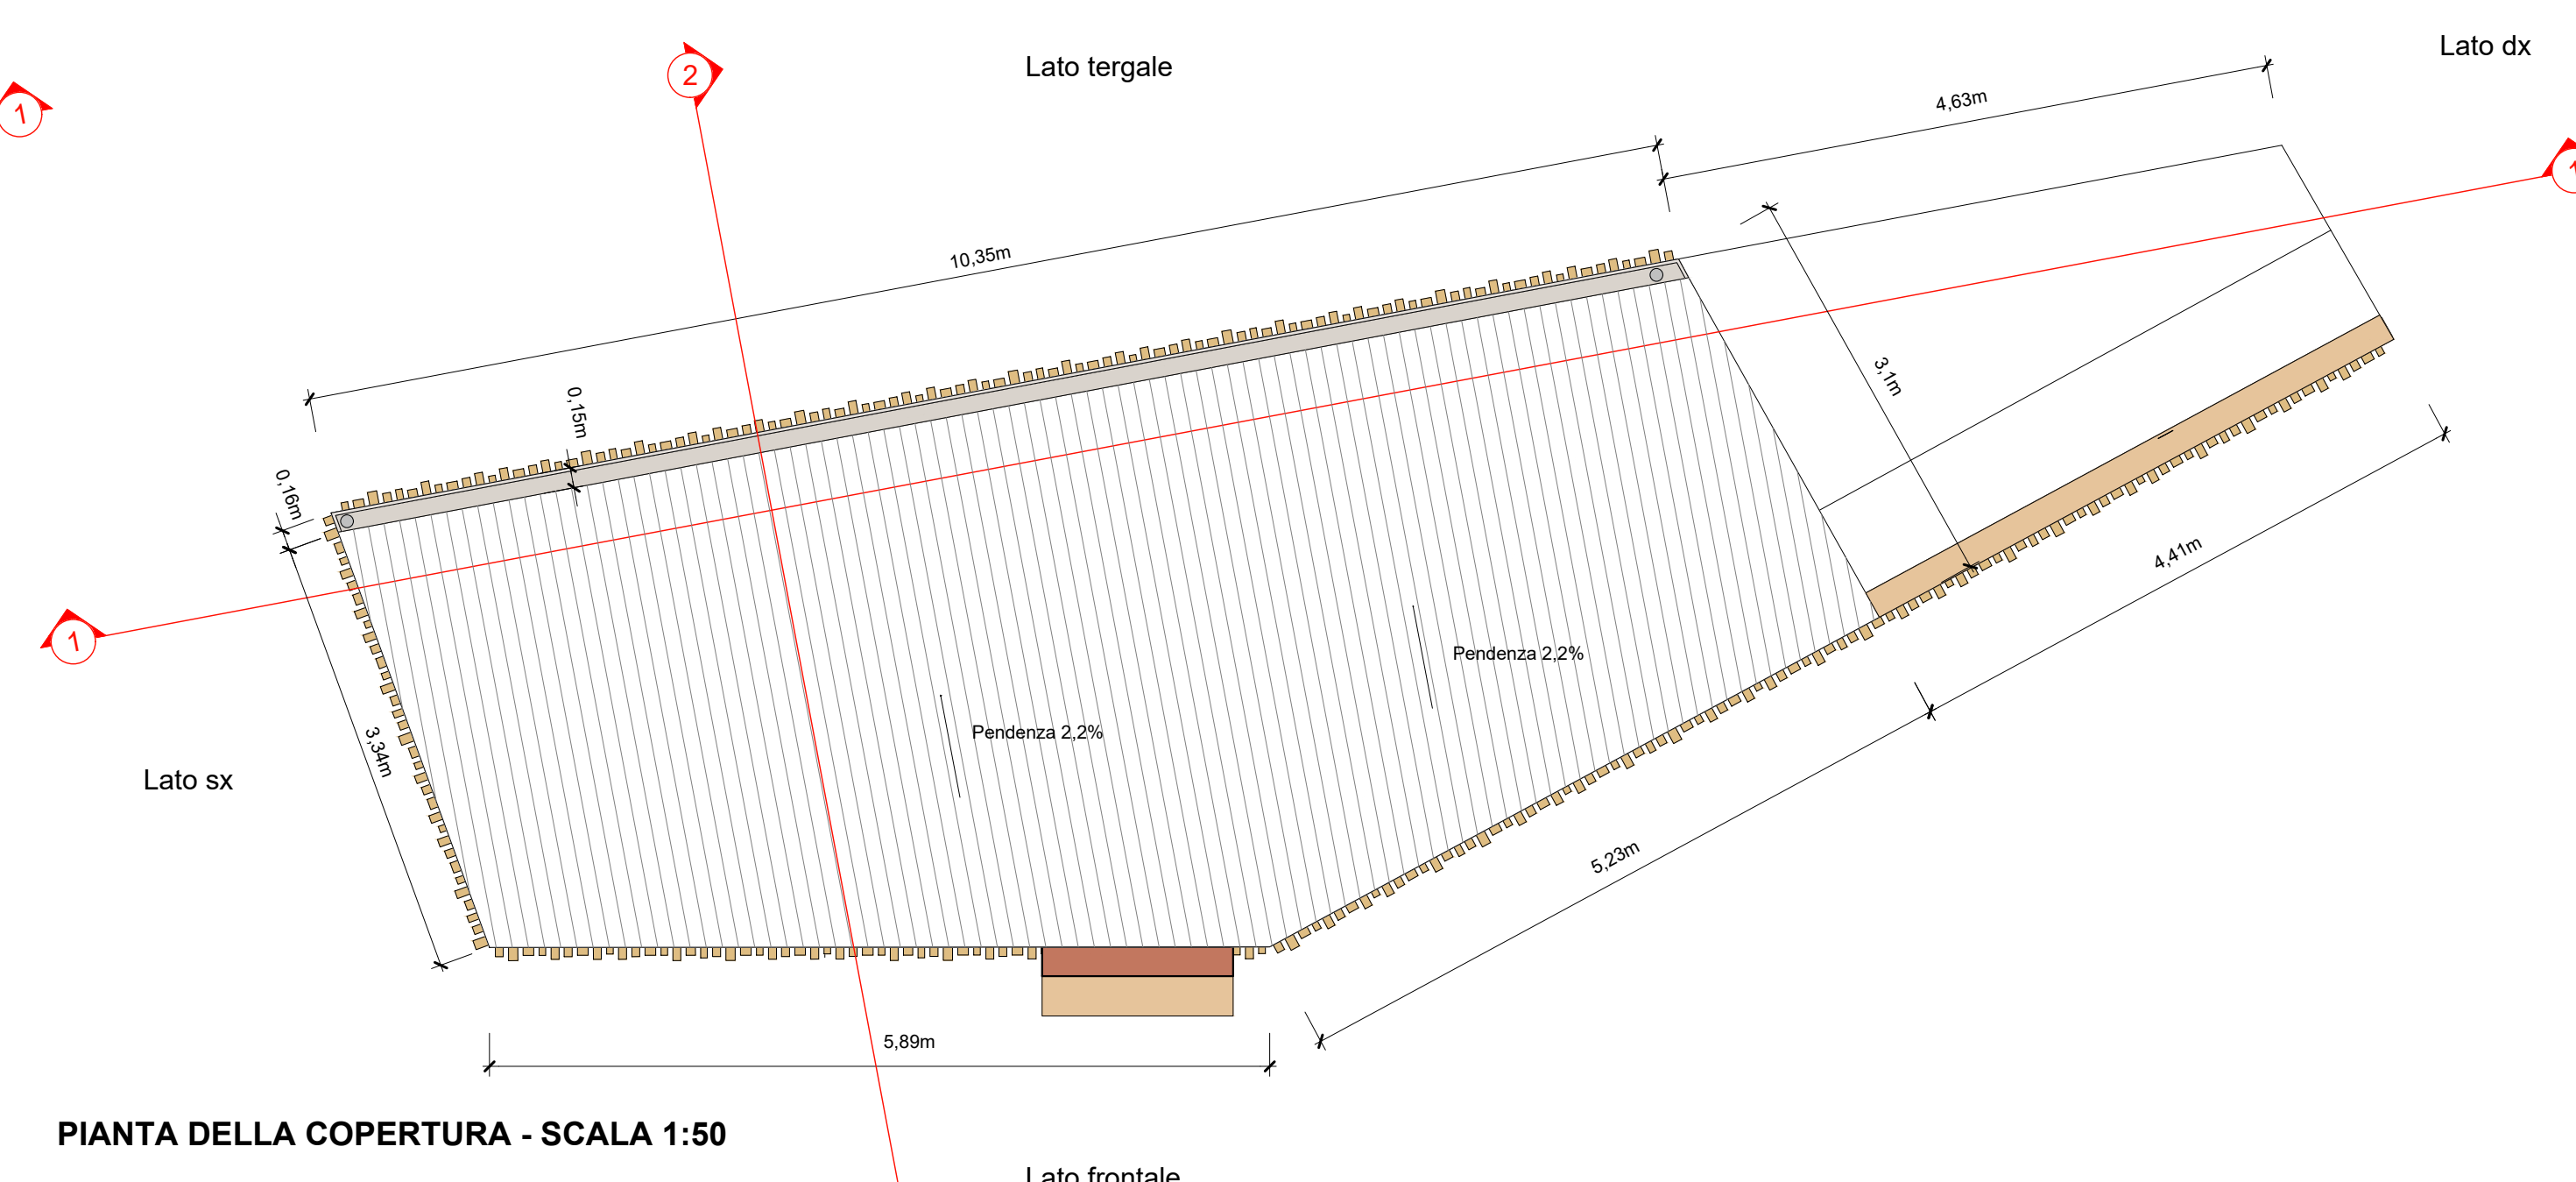 Lato dx
2
Lato tergale
4,63m
1
1
10,35m
3,1m
0,15m
0,16m
4,41m
1
Pendenza 2,2%
Pendenza 2,2%
3,34m
Lato sx
5,23m
5,89m
PIANTA DELLA COPERTURA - SCALA 1:50
Lato frontale